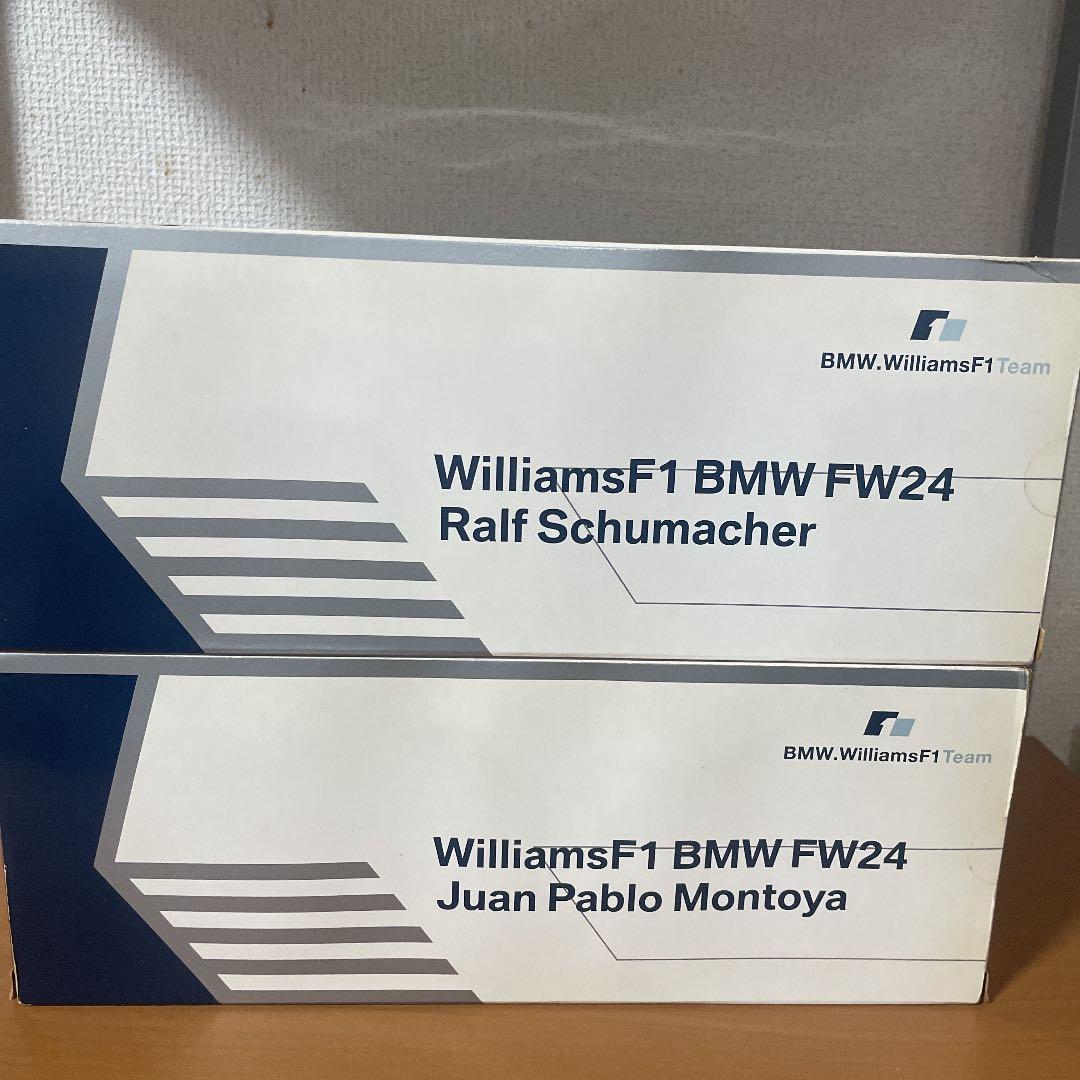 BMW.WilliamsF1Team
WilliamsF1 BMW FW24
Ralf Schumacher
BMW.WilliamsF1Team
WilliamsF1 BMW FW24
Juan Pablo Montoya